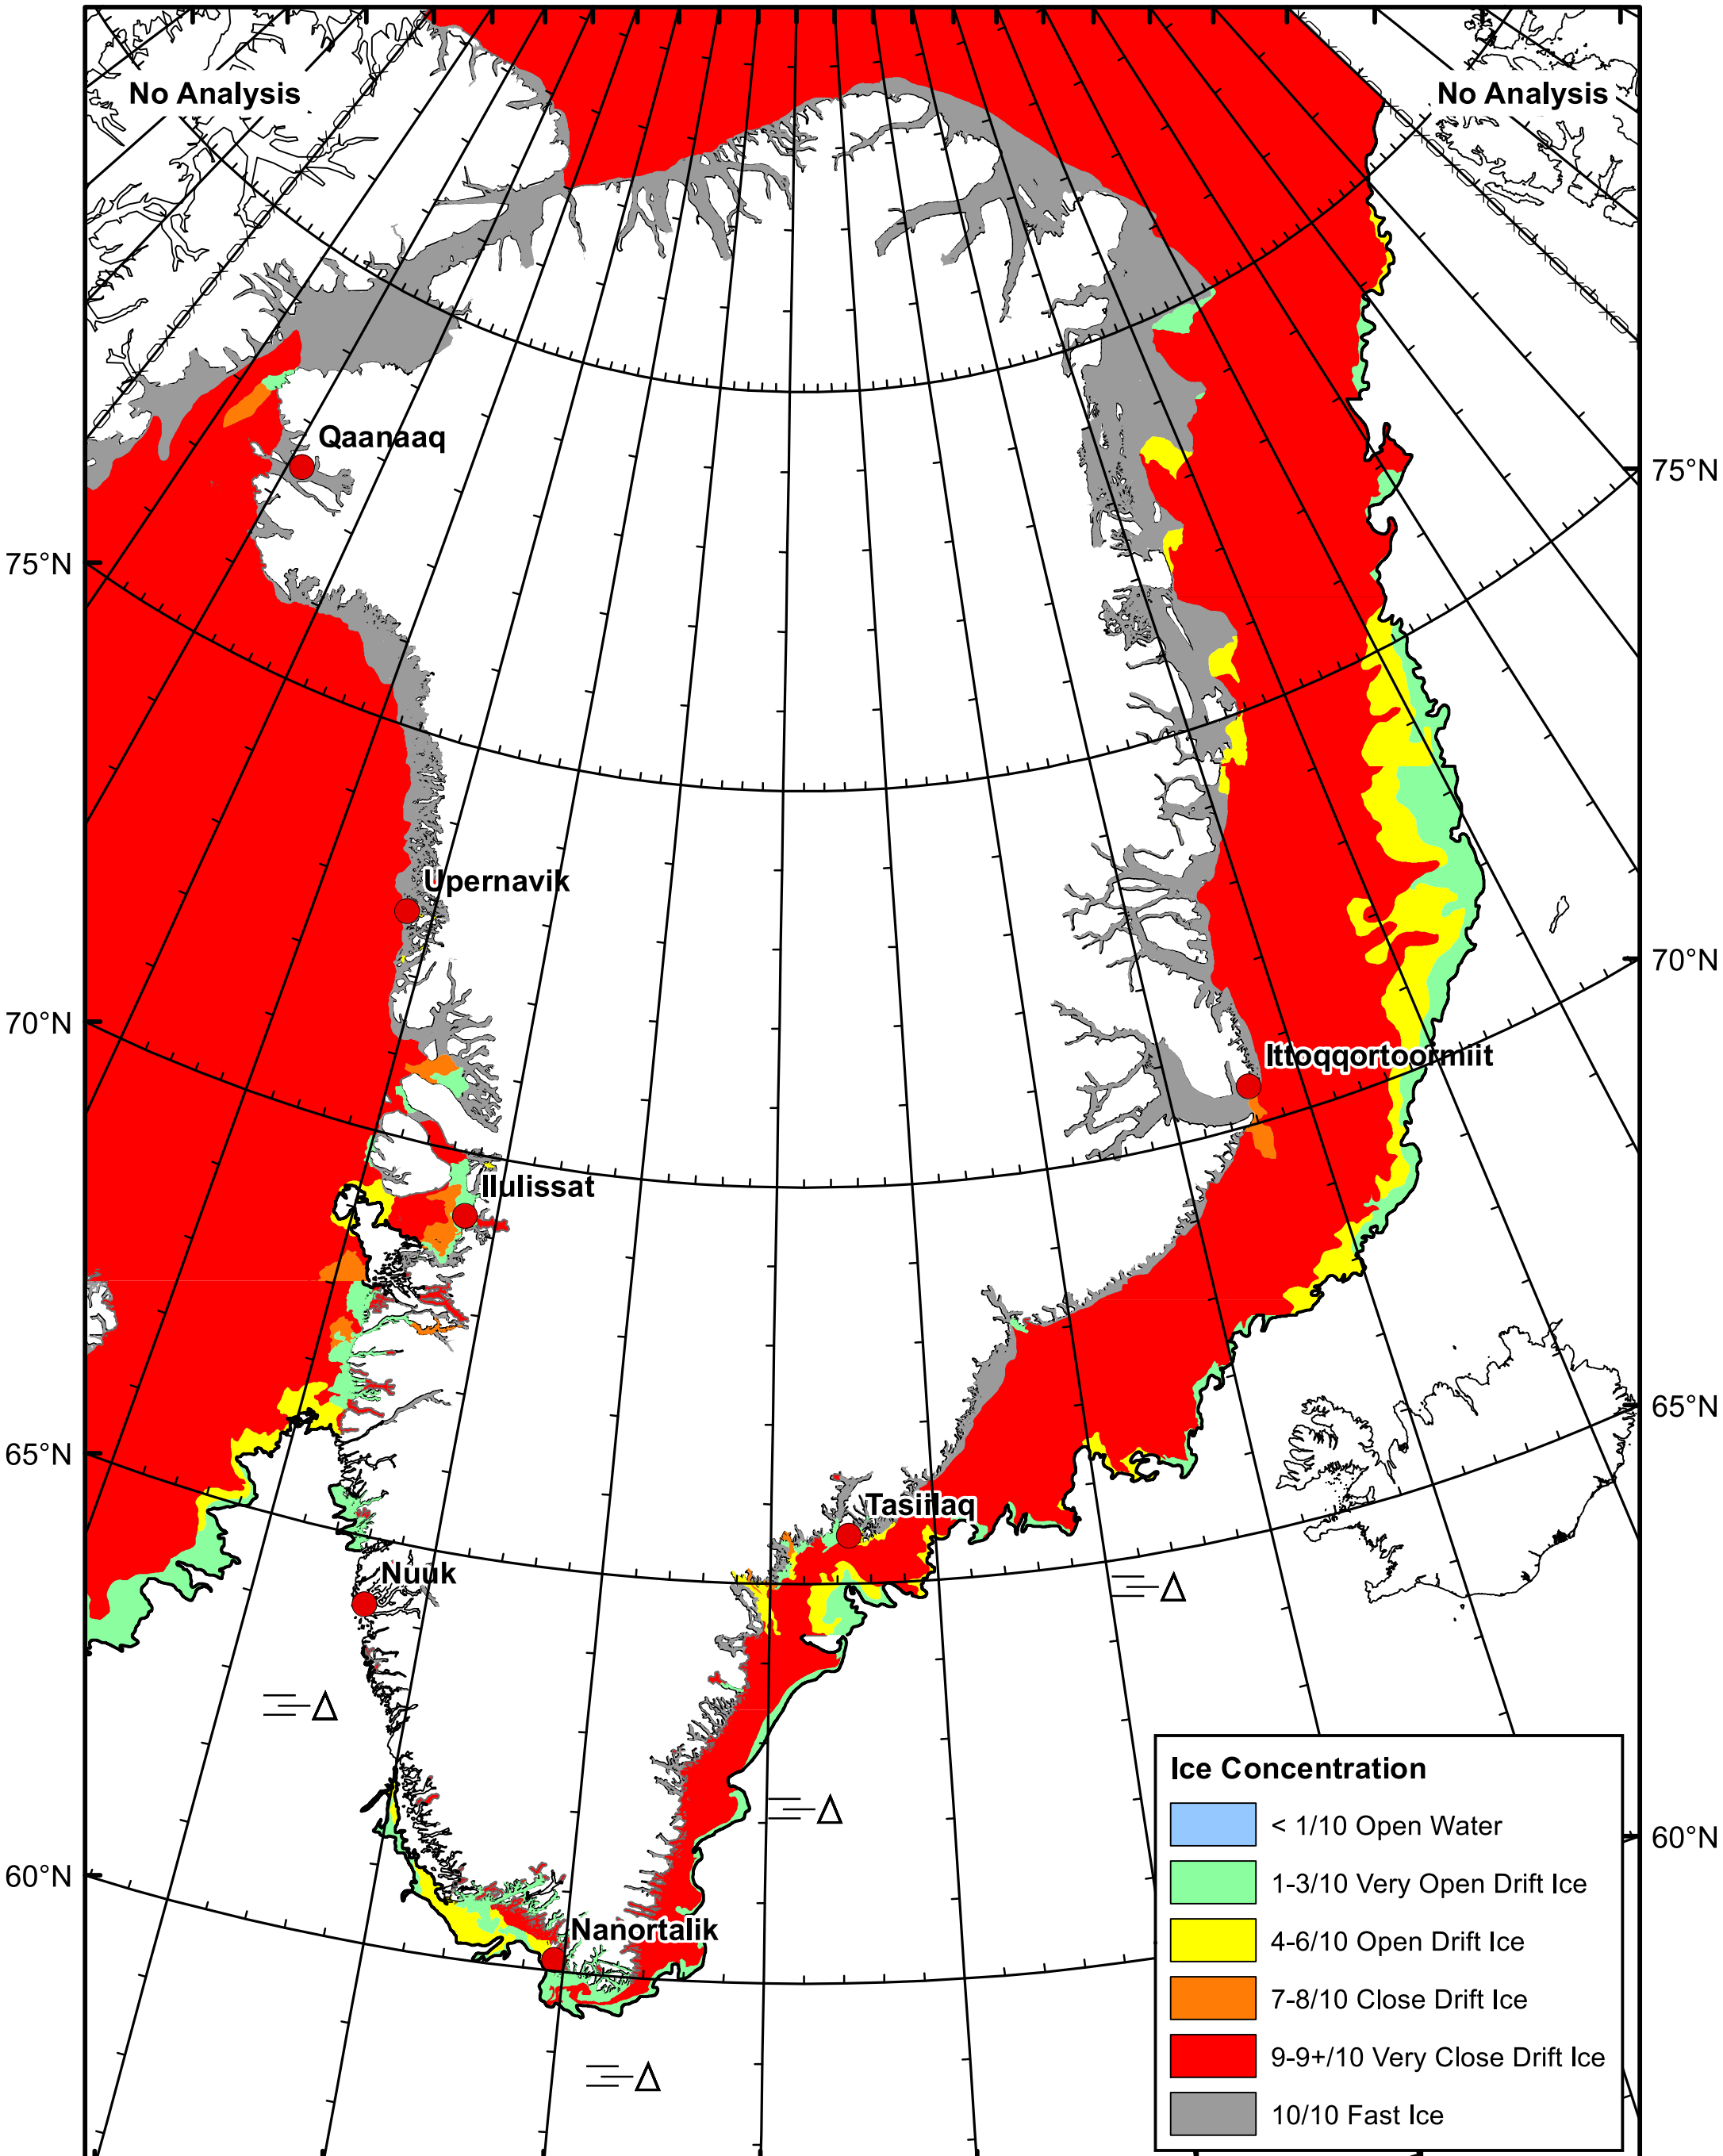 No Analysis
No Analysis
Qaanaaq
75°N
75°N
Upernavik
70°N
70°N
Ittoqqortoormiit
Ilulissat
65°N
65°N
Tasiilaq
Nuuk
60°N
60°N
Nanortalik
Ice Concentration
< 1/10 Open Water
1-3/10 Very Open Drift Ice
4-6/10 Open Drift Ice
7-8/10 Close Drift Ice
9-9+/10 Very Close Drift Ice
10/10 Fast Ice